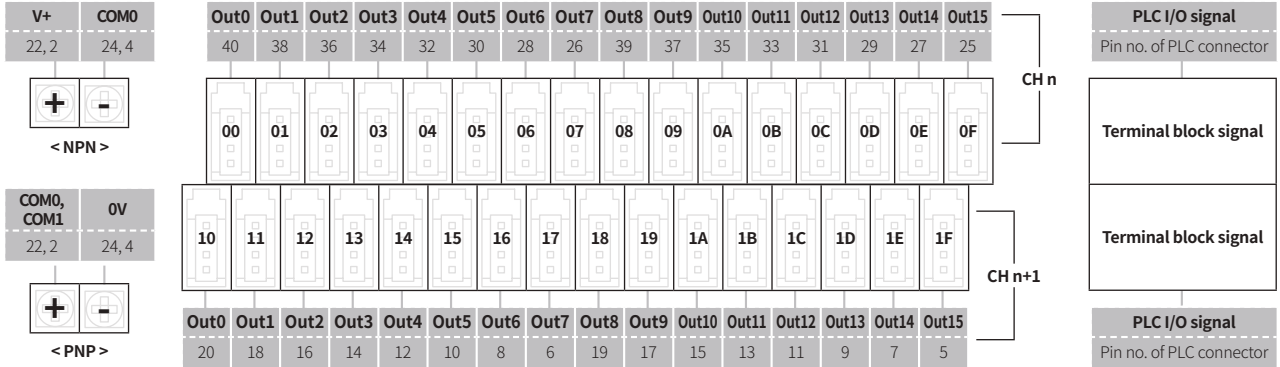 V+ COM0
22, 2 24, 4
+ -
< NPN >
Out0 Out1 Out2 Out3 Out4 Out5 Out6 Out7 Out8 Out9 Out10 Out11 Out12 Out13 Out14 Out15
40 38 36 34 32 30 28 26 39 37 35 33 31 29 27 25
00 01 02 03 04 05 06 07 08 09 0A 0B 0C 0D 0E 0F
CH n
PLC I/O signal
Pin no. of PLC connector
Terminal block signal
COM0,
COM1 0V
22, 2 24, 4
+ -
< PNP >
10 11 12 13 14 15 16 17 18 19 1A 1B 1C 1D 1E 1F
CH n+1
Out0 Out1 Out2 Out3 Out4 Out5 Out6 Out7 Out8 Out9 Out10 Out11 Out12 Out13 Out14 Out15
20 18 16 14 12 10 8 6 19 17 15 13 11 9 7 5
Terminal block signal
PLC I/O signal
Pin no. of PLC connector